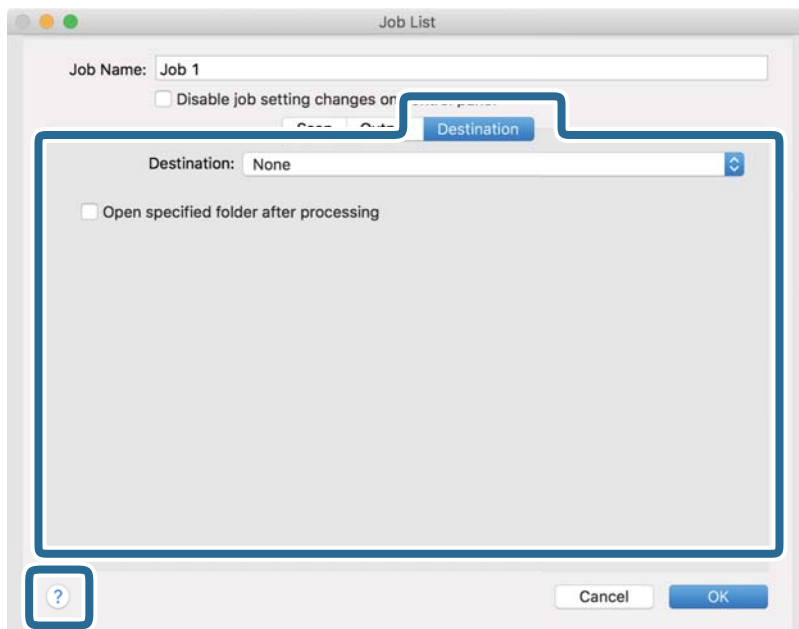 Job List
Job Name: Job 1
Disable job setting changes on
Destination
Destination: None
Open specified folder after processing
?
Cancel OK